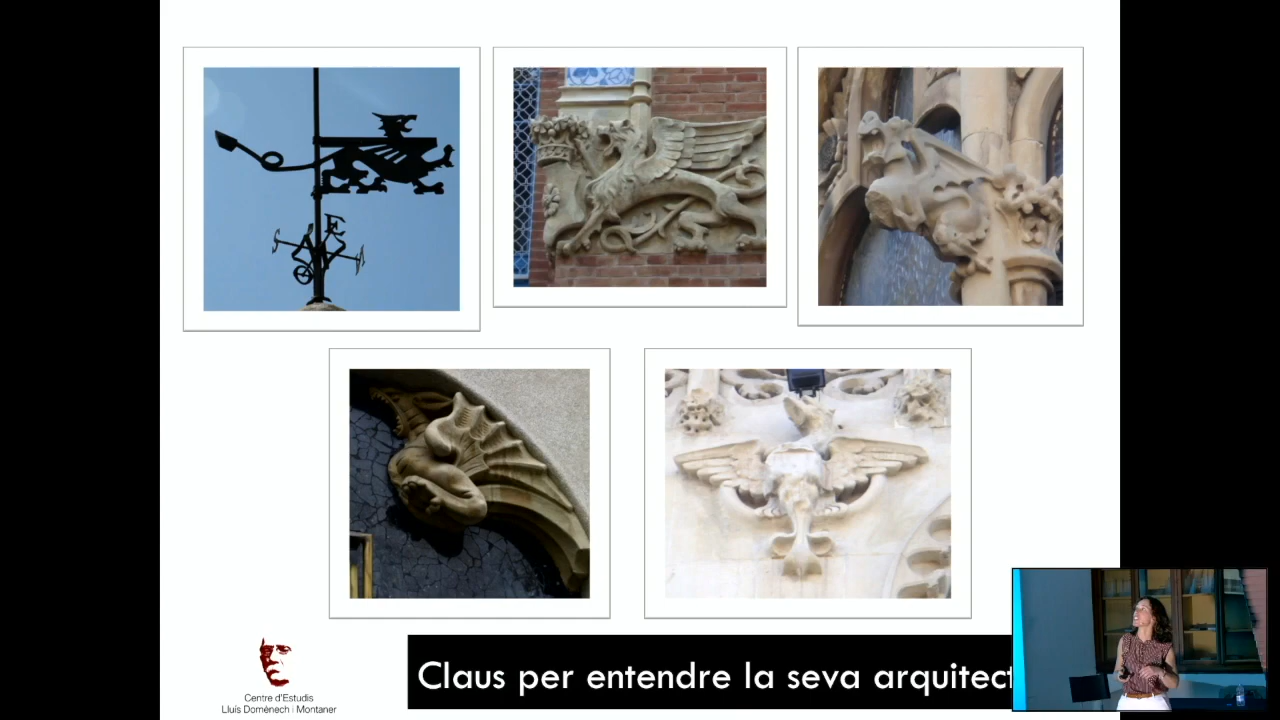 E
Claus per entendre la seva arquitect
Centre d'Estudis
Lluís Domènech i Montaner